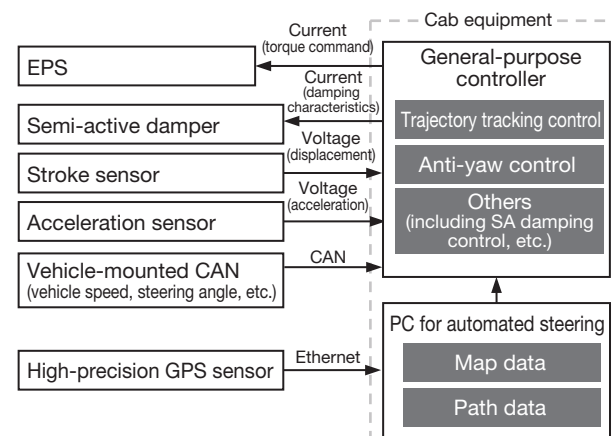 Cab equipment
Current
(torque command)
EPS
Current
(damping
characteristics)
Semi-active damper
Voltage
(displacement)
Stroke sensor
Voltage
(acceleration)
Acceleration sensor
CAN
Vehicle-mounted CAN
(vehicle speed, steering angle, etc.)
Ethernet
High-precision GPS sensor
General-purpose
controller
Trajectory tracking control
Anti-yaw control
Others
(including SA damping
control, etc.)
PC for automated steering
Map data
Path data